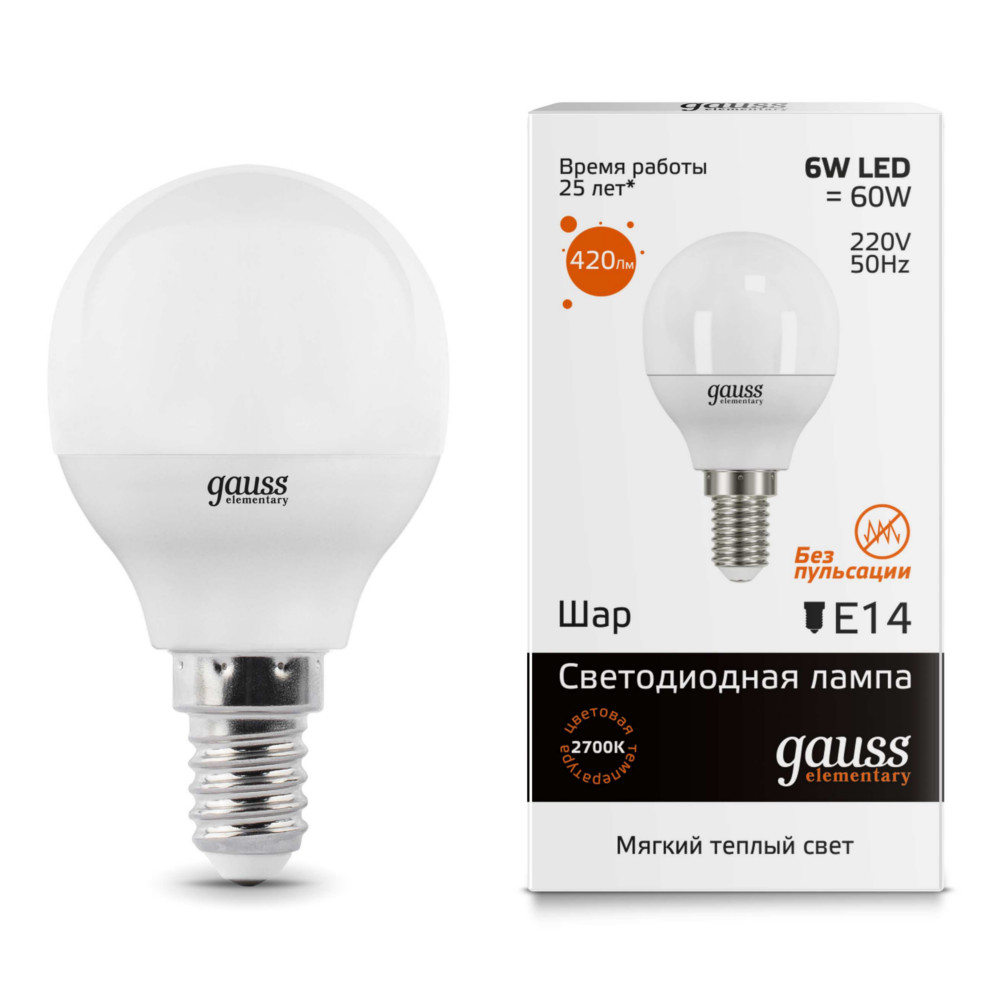 gauss
elementary
gauss
elementary
Время работы
25 лет*
6W LED
= 60W
420Лм
220V
50Hz
gauss
elementary
Без
пульсации
Шар
E14
Светодиодная лампа
цветовая
2700K
температура
gauss
elementary
Мягкий теплый свет